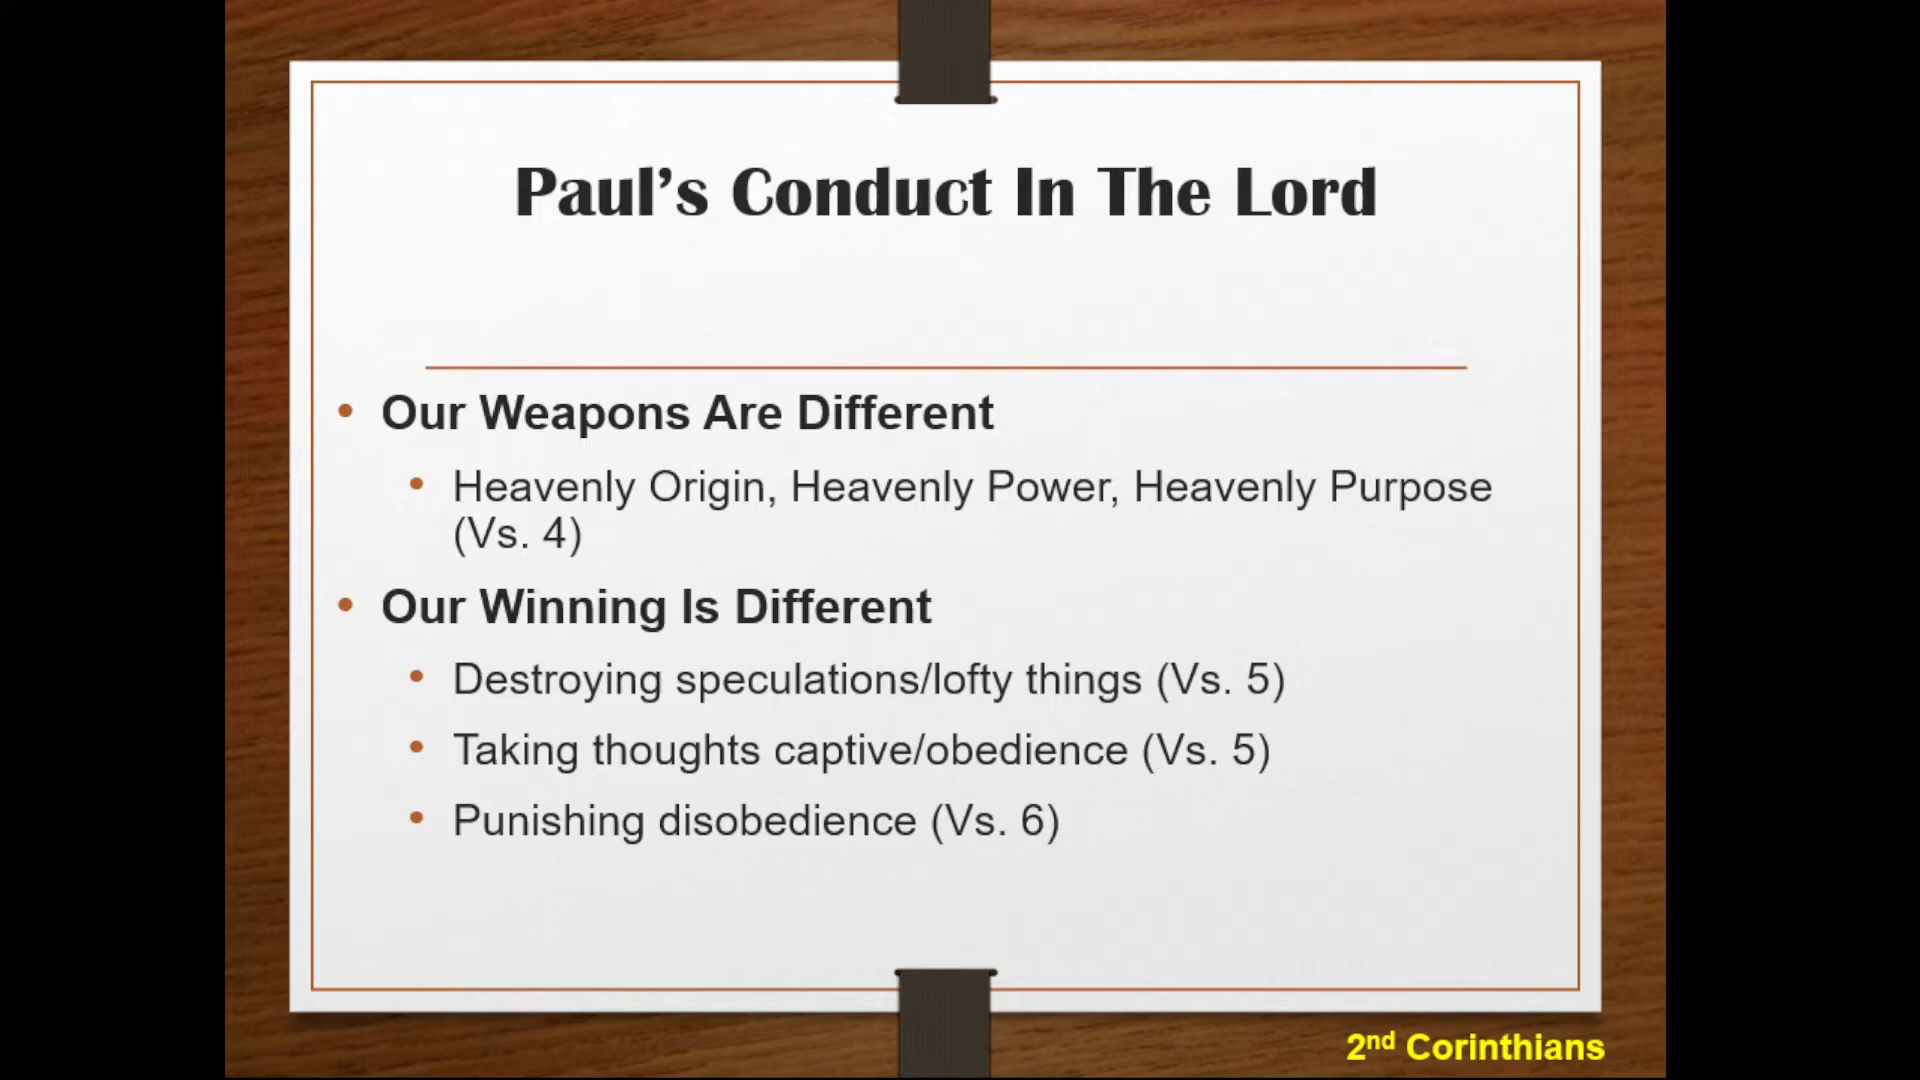 Paul’s Conduct In The Lord
• Our Weapons Are Different
• Heavenly Origin, Heavenly Power, Heavenly Purpose
(Vs. 4)
• Our Winning Is Different
• Destroying speculations/lofty things (Vs. 5)
• Taking thoughts captive/obedience (Vs. 5)
• Punishing disobedience (Vs. 6)
2nd Corinthians